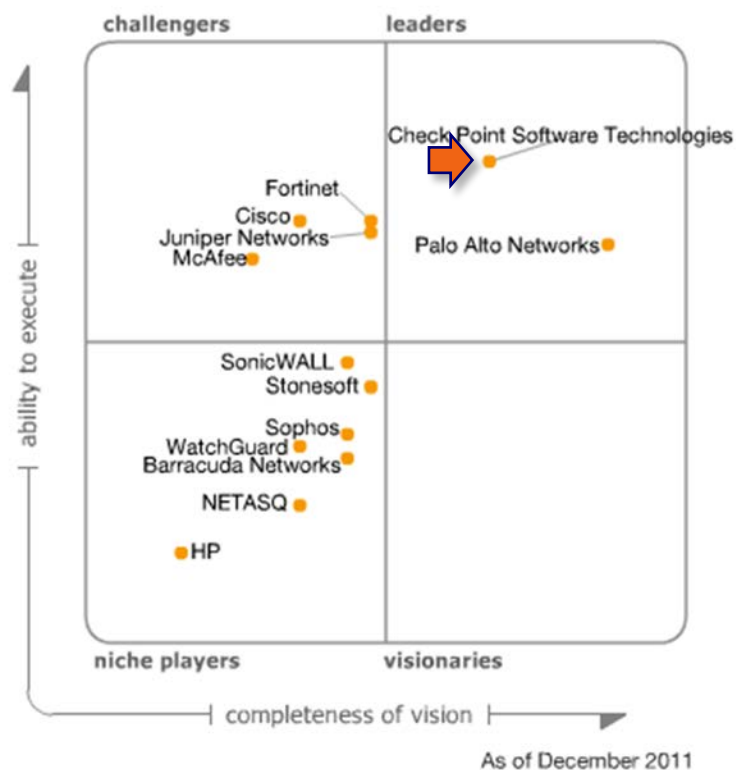 challengers
leaders
Check Point Software Technologies
Fortinet
Cisco
Juniper Networks
Palo Alto Networks
McAfee
ability to execute
SonicWALL
Stonesoft
Sophos
WatchGuard
Barracuda Networks
NETASQ
HP
niche players
visionaries
completeness of vision
As of December 2011